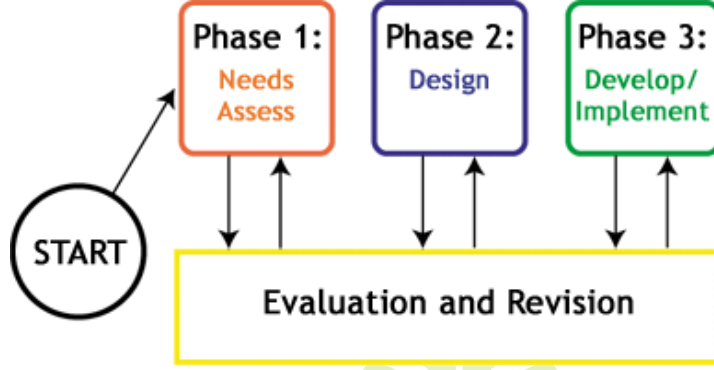 Phase 1:
Needs
Assess
Phase 2:
Design
Phase 3:
Develop/
Implement
START
Evaluation and Revision